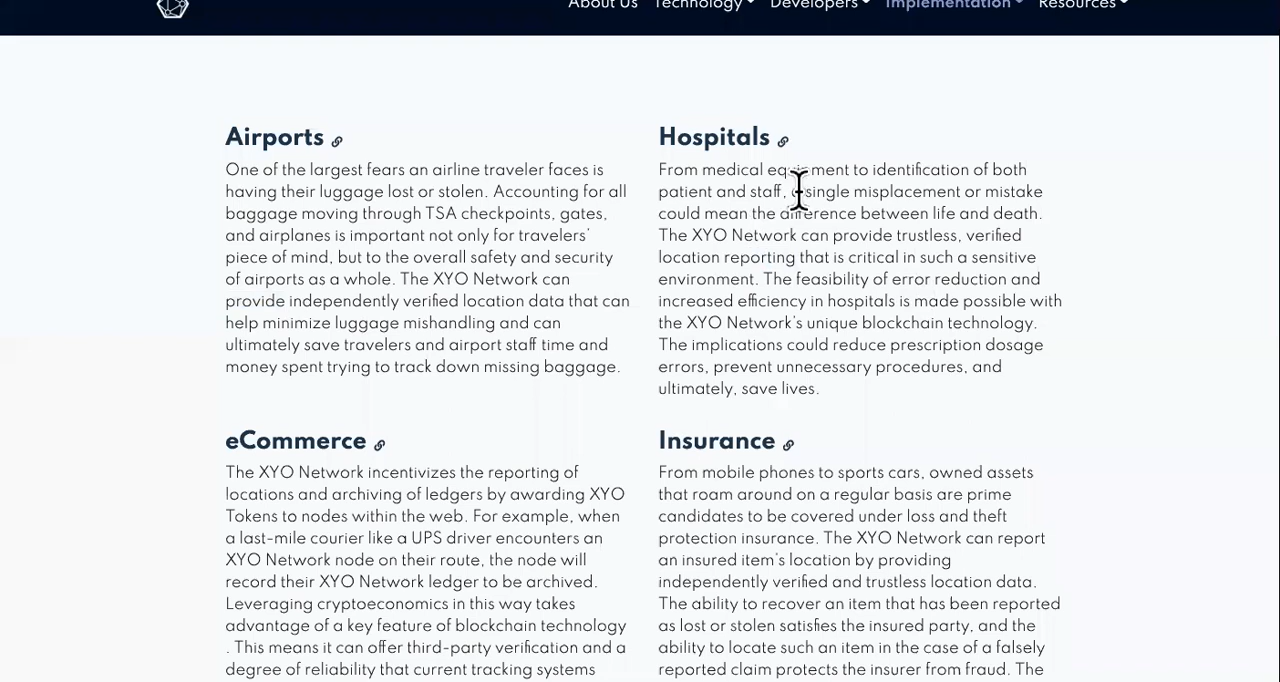 About Us Technology Developers Implementation Resources
Airports
One of the largest fears an airline traveler faces is
having their luggage lost or stolen. Accounting for all
baggage moving through TSA checkpoints, gates,
and airplanes is important not only for travelers'
piece of mind, but to the overall safety and security
of airports as a whole. The XYO Network can
provide independently verified location data that can
help minimize luggage mishandling and can
ultimately save travelers and airport staff time and
money spent trying to track down missing baggage.
Hospitals
From medical equipment to identification of both
patient and staff, a single misplacement or mistake
could mean the difference between life and death.
The XYO Network can provide trustless, verified
location reporting that is critical in such a sensitive
environment. The feasibility of error reduction and
increased efficiency in hospitals is made possible with
the XYO Network's unique blockchain technology.
The implications could reduce prescription dosage
errors, prevent unnecessary procedures, and
ultimately, save lives.
eCommerce
The XYO Network incentivizes the reporting of
locations and archiving of ledgers by awarding XYO
Tokens to nodes within the web. For example, when
a last-mile courier like a UPS driver encounters an
XYO Network node on their route, the node will
record their XYO Network ledger to be archived.
Leveraging cryptoeconomics in this way takes
advantage of a key feature of blockchain technology
. This means it can offer third-party verification and a
degree of reliability that current tracking systems
Insurance
From mobile phones to sports cars, owned assets
that roam around on a regular basis are prime
candidates to be covered under loss and theft
protection insurance. The XYO Network can report
an insured item's location by providing
independently verified and trustless location data.
The ability to recover an item that has been reported
as lost or stolen satisfies the insured party, and the
ability to locate such an item in the case of a falsely
reported claim protects the insurer from fraud. The